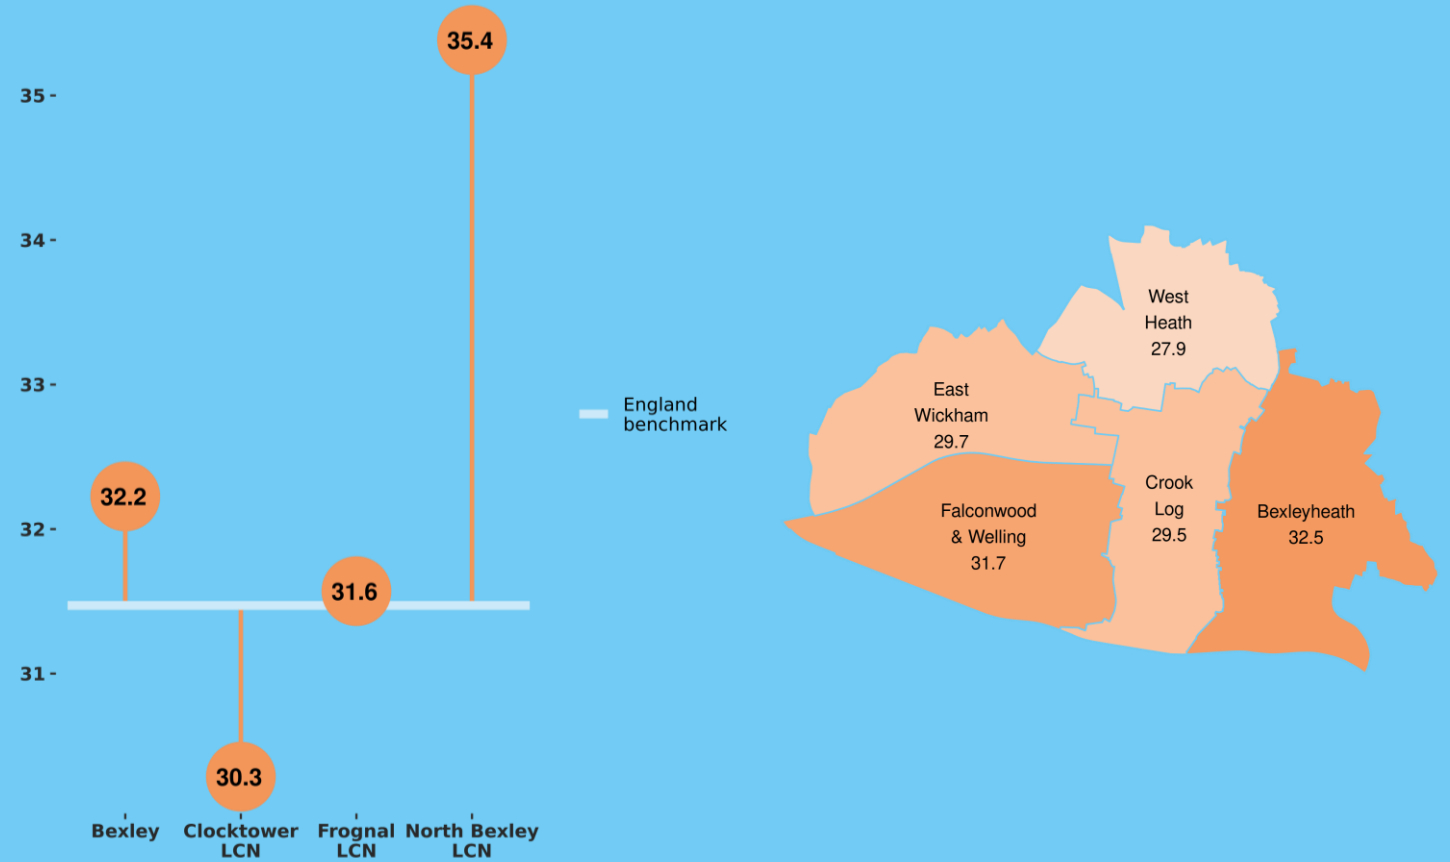 35.4
35
34
33
32.2
32
31.6
31
30.3
Bexley
Clocktower
LCN
Frognal
LCN
North Bexley
LCN
England
benchmark
West
Heath
27.9
East
Wickham
29.7
Crook
Log
29.5
Falconwood
& Welling
31.7
Bexleyheath
32.5